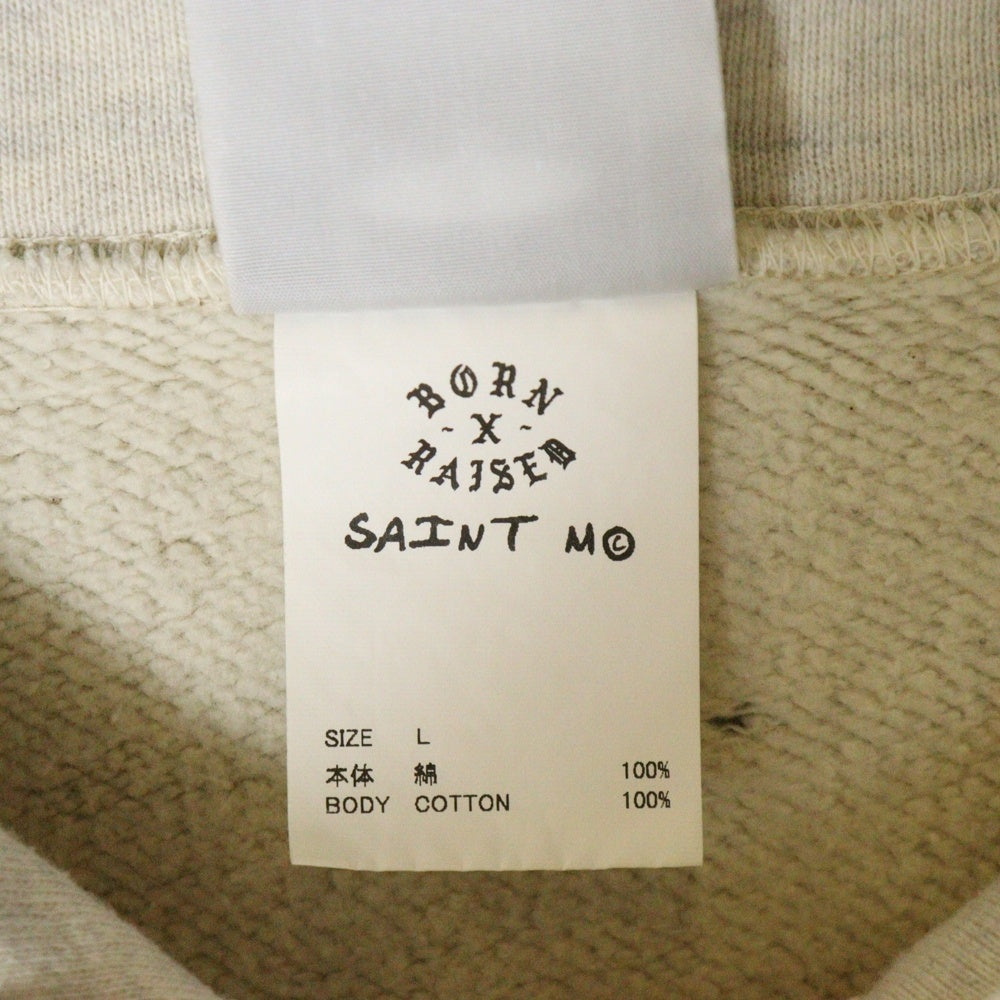 BORN
- X -
RAISED
SAINT M©
SIZE L
本体 綿 100%
BODY COTTON 100%